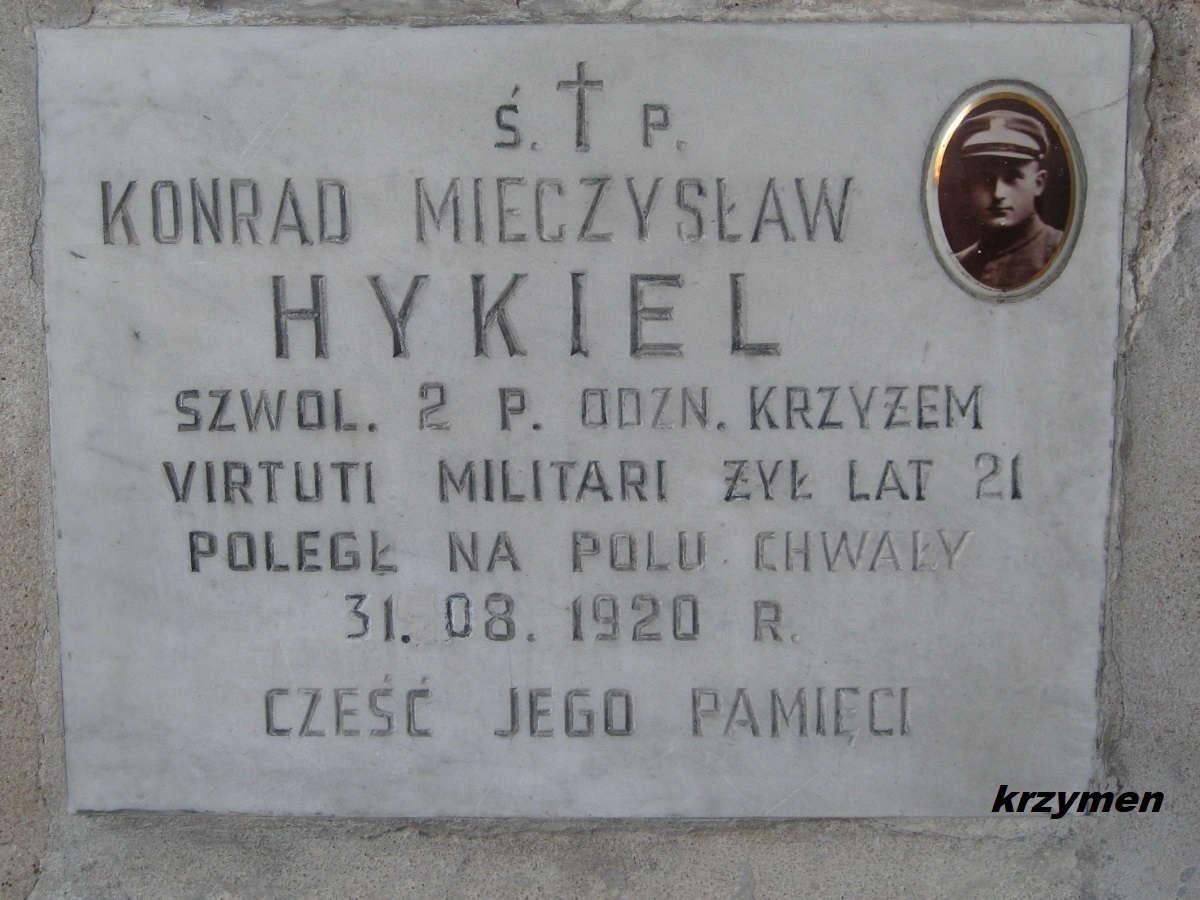 Ś. P.
KONRAD MIECZYSŁAW
HYKIEL
SZWOL. 2 P. ODZN. KRZYŻEM
VIRTUTI MILITARI ŻYŁ LAT 21
POLEGŁ NA POLU CHWAŁY
31. 08. 1920 R.
CZEŚĆ JEGO PAMIĘCI
krzymen